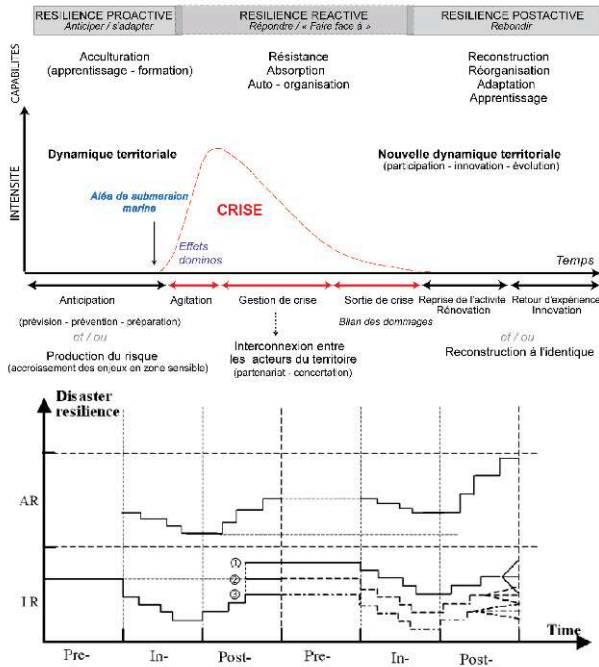 RESILIENCE PROACTIVE
Anticiper / s'adapter
RESILIENCE REACTIVE
Répondre / « Faire face à »
RESILIENCE POSTACTIVE
Rebondir
CAPABILITES
Acculturation
(apprentissage - formation)
Résistance
Absorption
Auto - organisation
Reconstruction
Réorganisation
Adaptation
Apprentissage
INTENSITE
Dynamique territoriale
Nouvelle dynamique territoriale
(participation - innovation - évolution)
Aléa de submersion
marine
CRISE
Effets
dominos
Temps
Anticipation
Agitation
Gestion de crise
Sortie de crise
Reprise de l'activité
Rénovation
Retour d'expérience
Innovation
(prévision - prévention - préparation)
Bilan des dommages
et / ou
Production du risque
(accroissement des enjeux en zone sensible)
Interconnexion entre
les acteurs du territoire
(partenariat - concertation)
et / ou
Reconstruction à l'identique
Disaster
resilience
AR
IR
①
②
③
Time
Pre-
In-
Post-
Pre-
In-
Post-